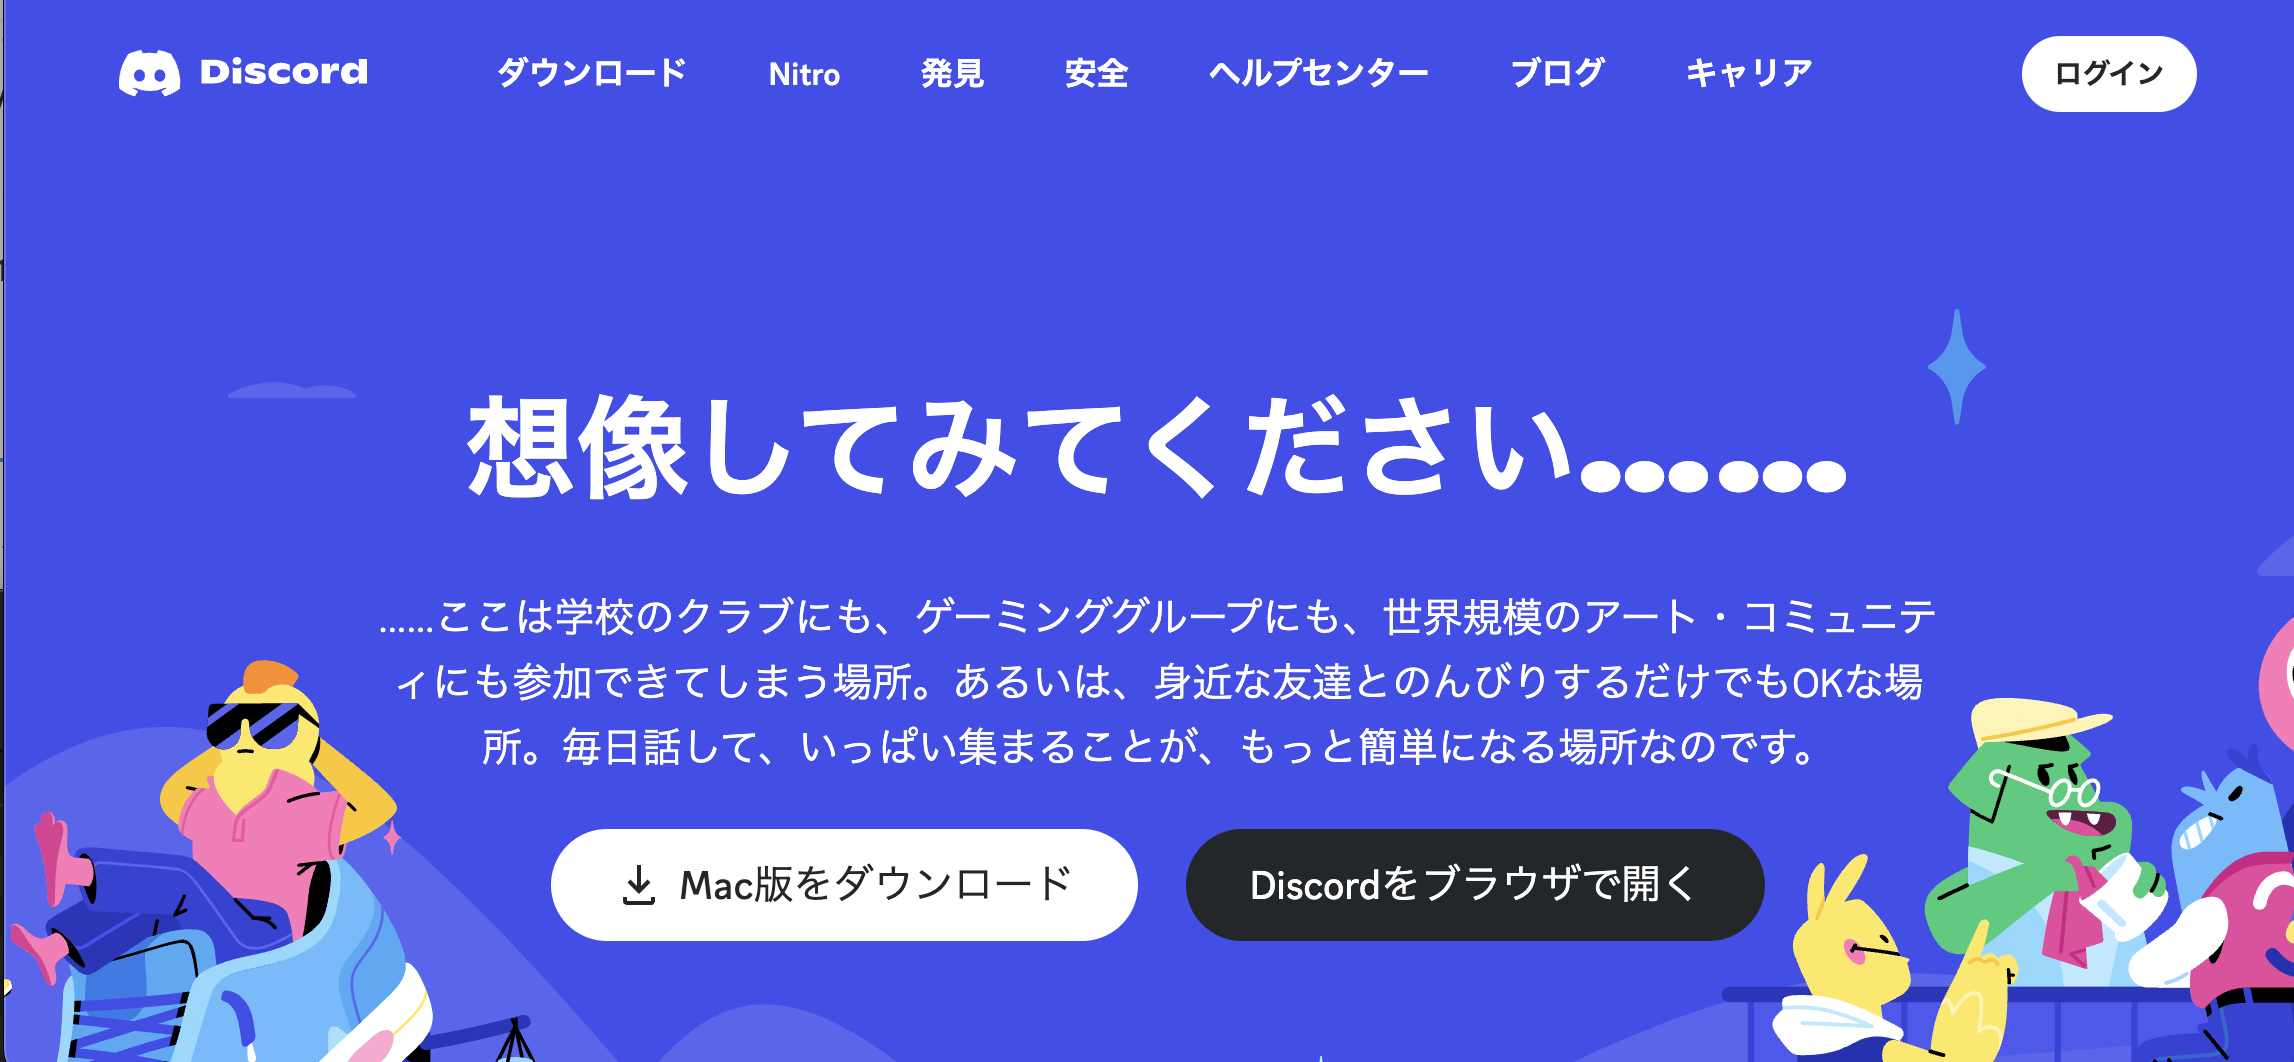 Discord ダウンロード Nitro 発見 安全 ヘルプセンター ブログ キャリア ログイン
想像してみてください……
……ここは学校のクラブにも、ゲーミンググループにも、世界規模のアート・コミュニテ
ィにも参加できてしまう場所。あるいは、身近な友達とのんびりするだけでもOKな場
所。毎日話して、いっぱい集まることが、もっと簡単になる場所なのです。
Mac版をダウンロード Discordをブラウザで開く